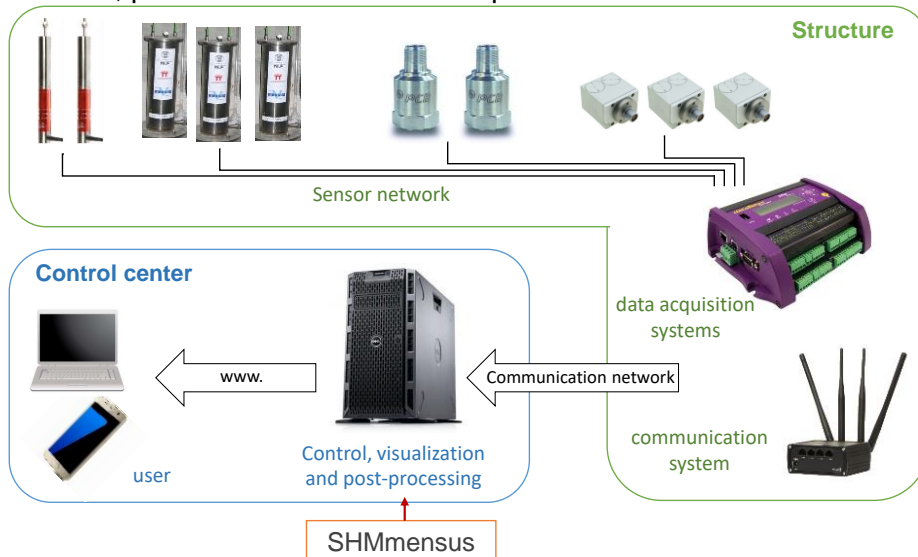 Structure
PCB
Sensor network
Control center
data acquisition
systems
www.
Communication network
communication
system
user
Control, visualization
and post-processing
SHMmensus